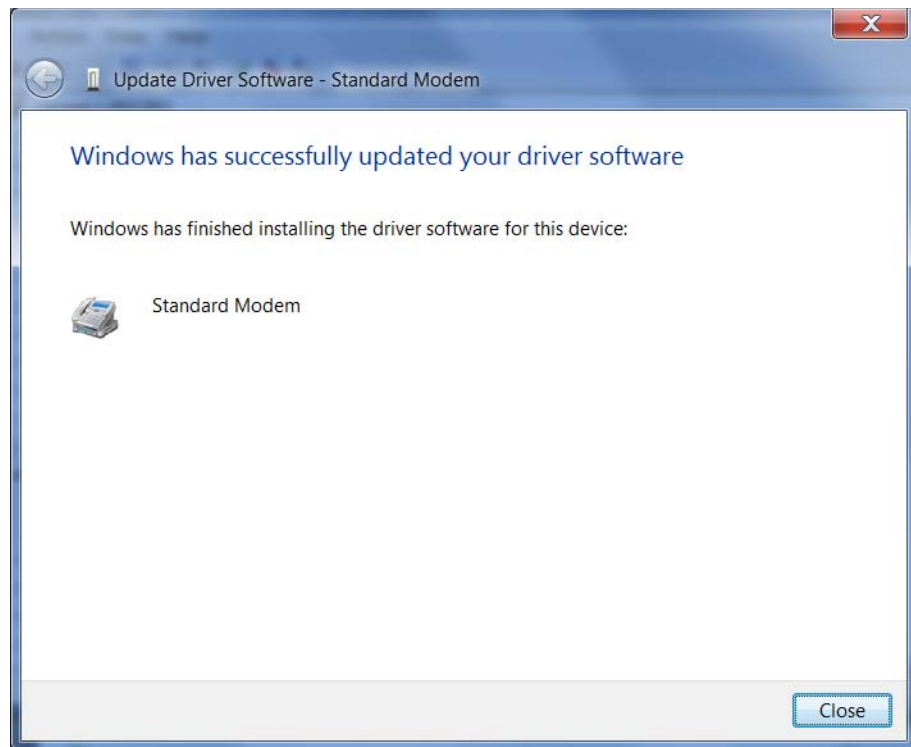 X
Update Driver Software - Standard Modem
Windows has successfully updated your driver software
Windows has finished installing the driver software for this device:
Standard Modem
Close